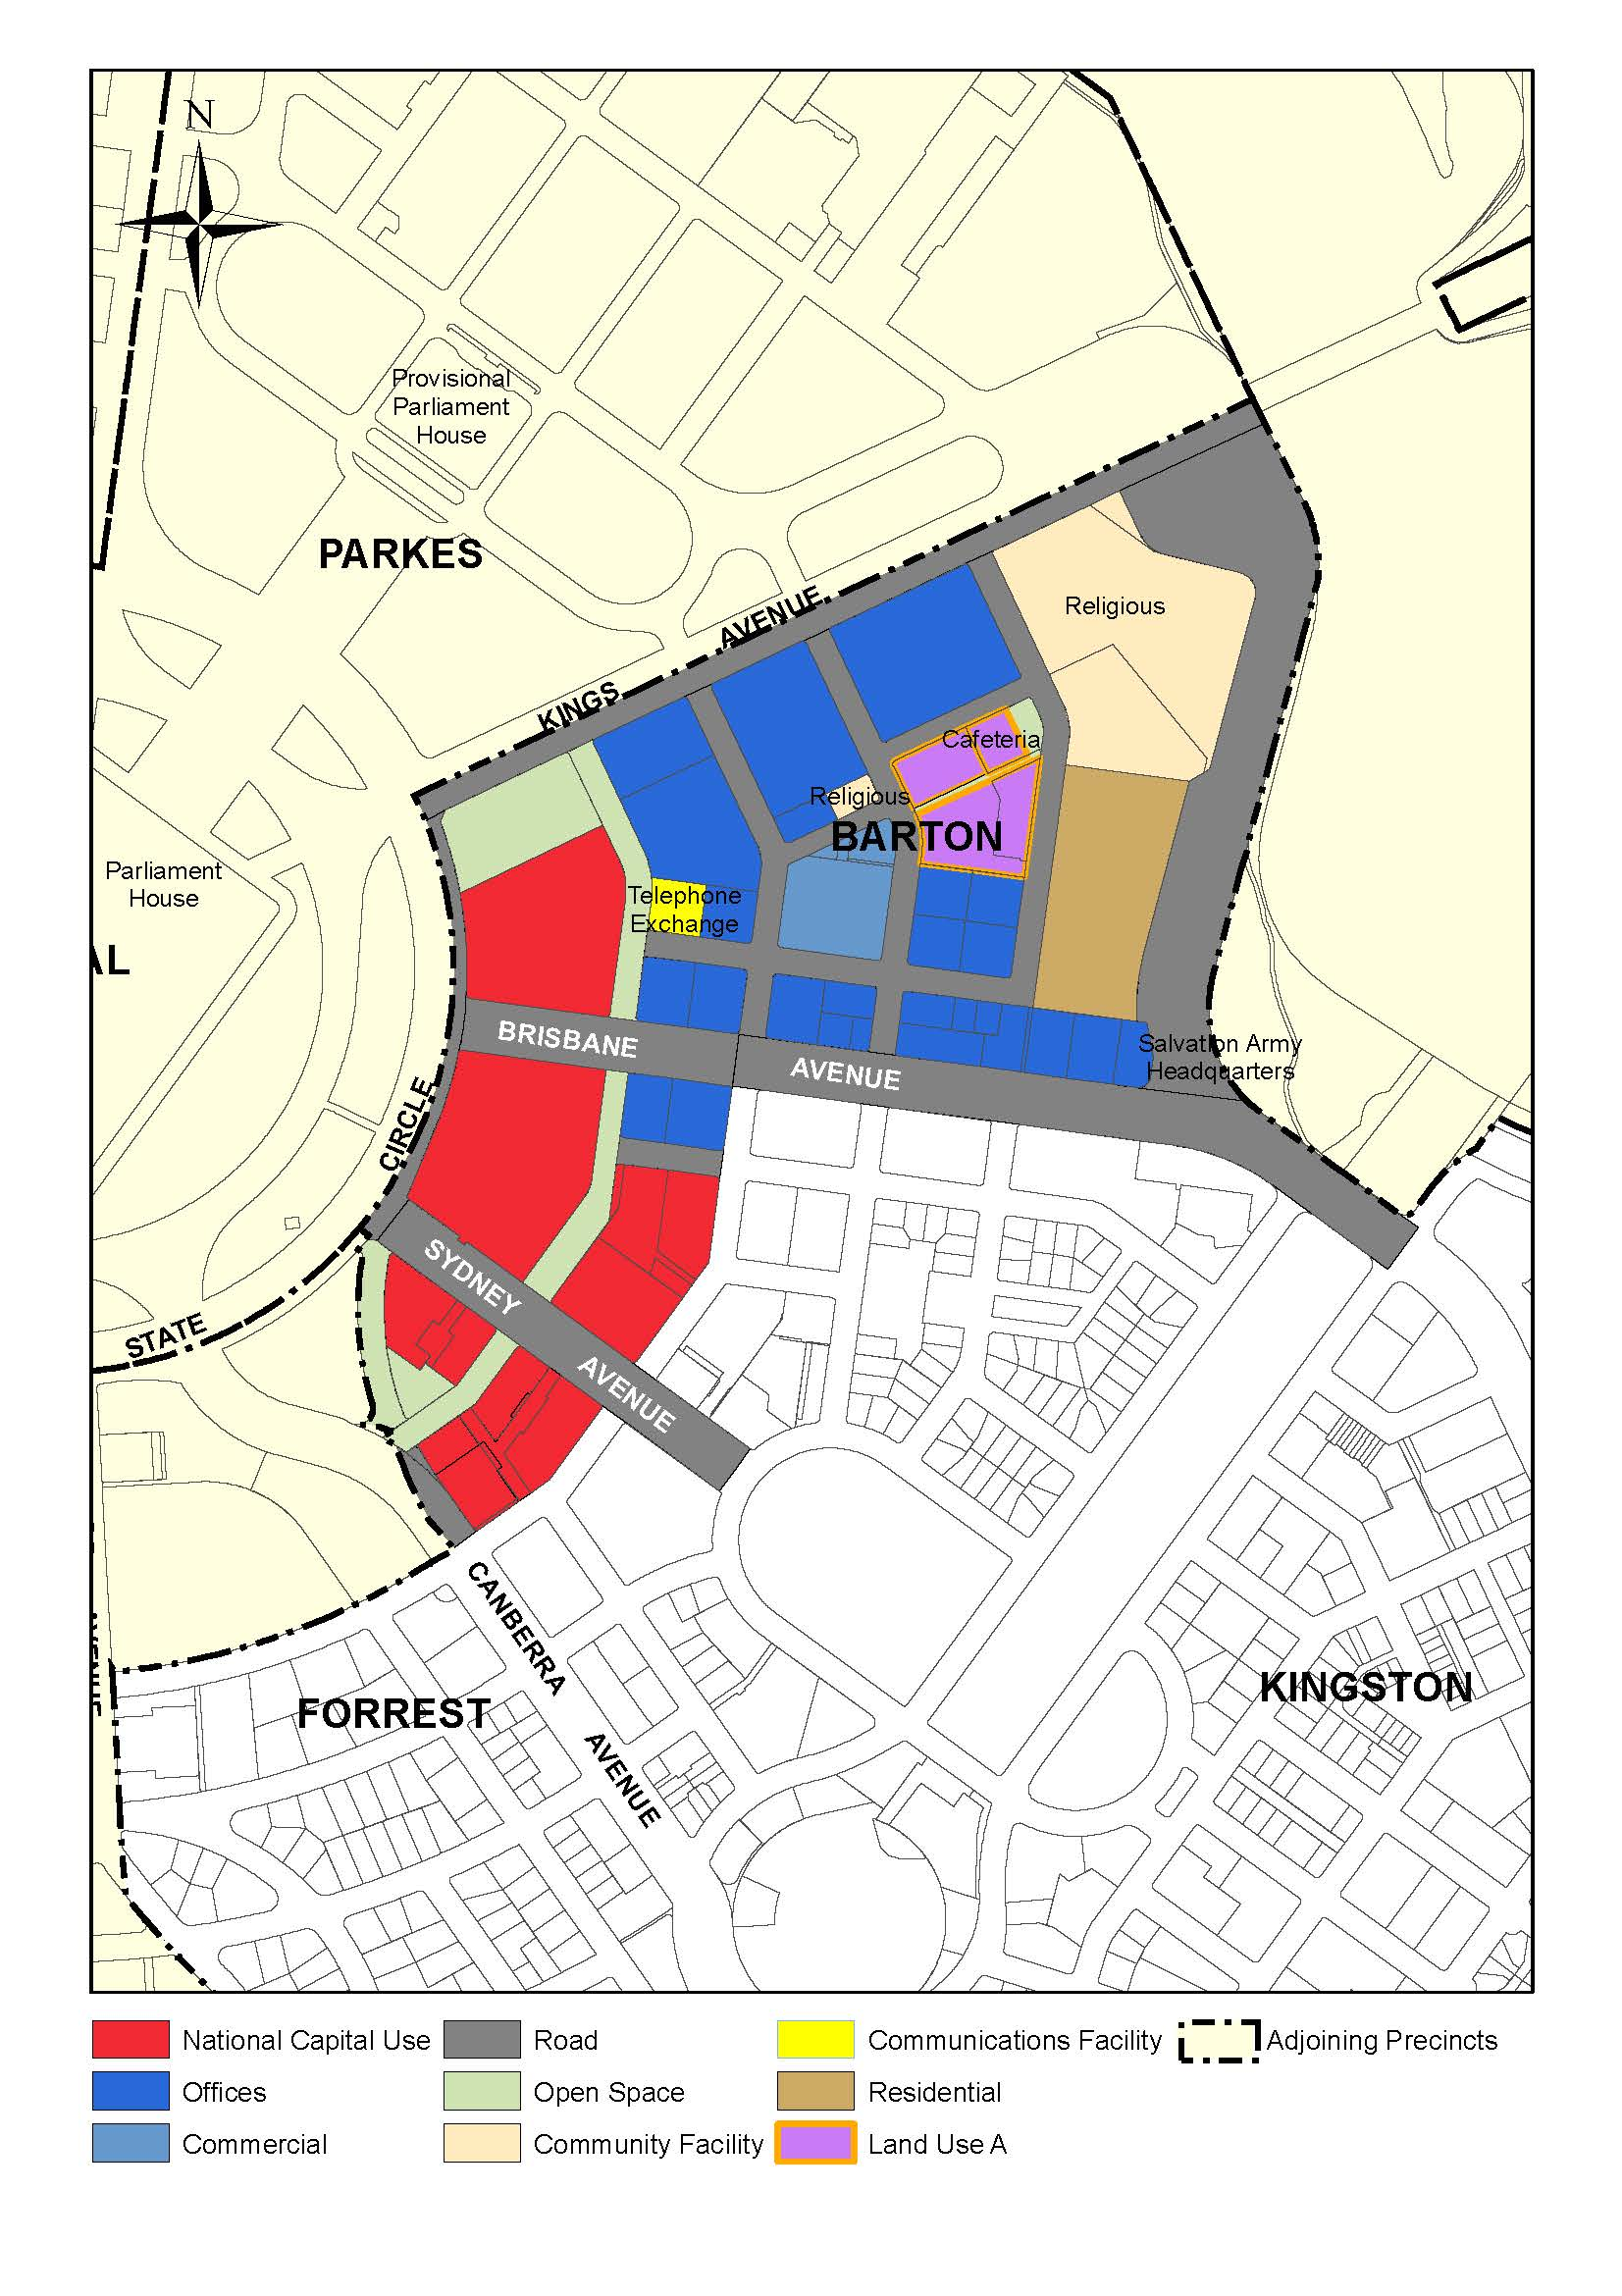 N
Provisional
Parliament
House
PARKES
KINGS
AVENUE
Religious
Cafeteria
Religious
BARTON
Parliament
House
Telephone
Exchange
AL
BRISBANE
AVENUE
Salvation Army
Headquarters
CIRCLE
STATE
SYDNEY
AVENUE
CANBERRA
AVENUE
FORREST
KINGSTON
AVENUE
National Capital Use
Road
Communications Facility
Adjoining Precincts
Offices
Open Space
Residential
Commercial
Community Facility
Land Use A